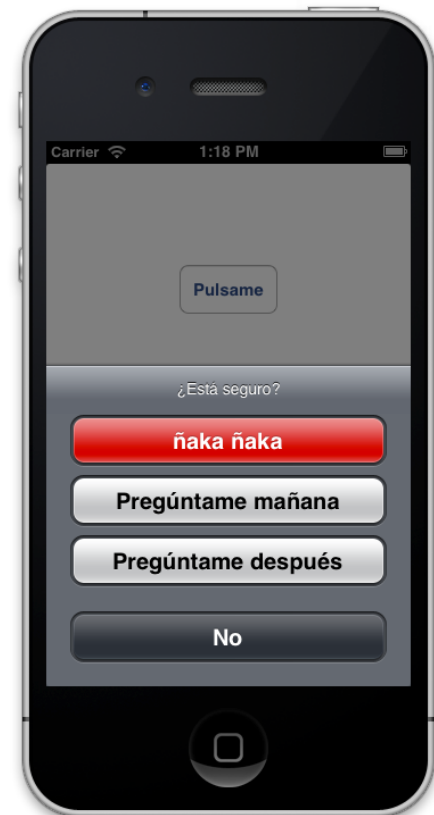 Carrier 1:18 PM
Pulsame
¿Está seguro?
ñaka ñaka
Pregúntame mañana
Pregúntame después
No